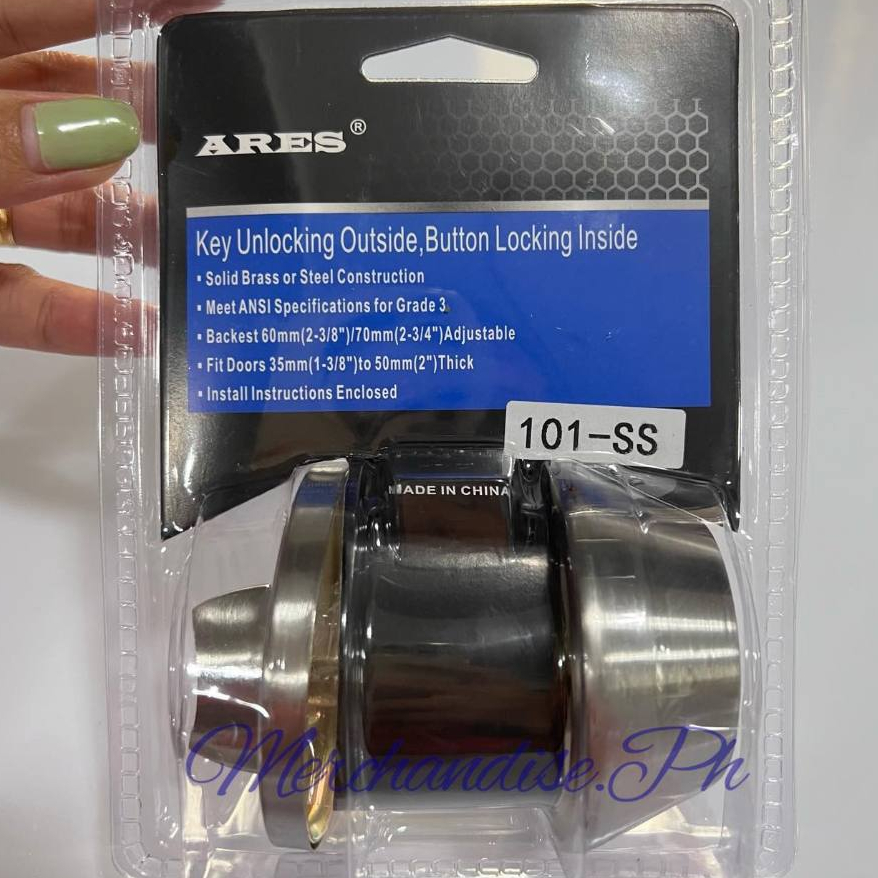 ARES®
Key Unlocking Outside,Button Locking Inside
▪ Solid Brass or Steel Construction
▪ Meet ANSI Specifications for Grade 3
▪ Backest 60mm(2-3/8")/70mm(2-3/4")Adjustable
▪ Fit Doors 35mm(1-3/8")to 50mm(2")Thick
▪ Install Instructions Enclosed
101-SS
MADE IN CHINA
Merchandise.Ph